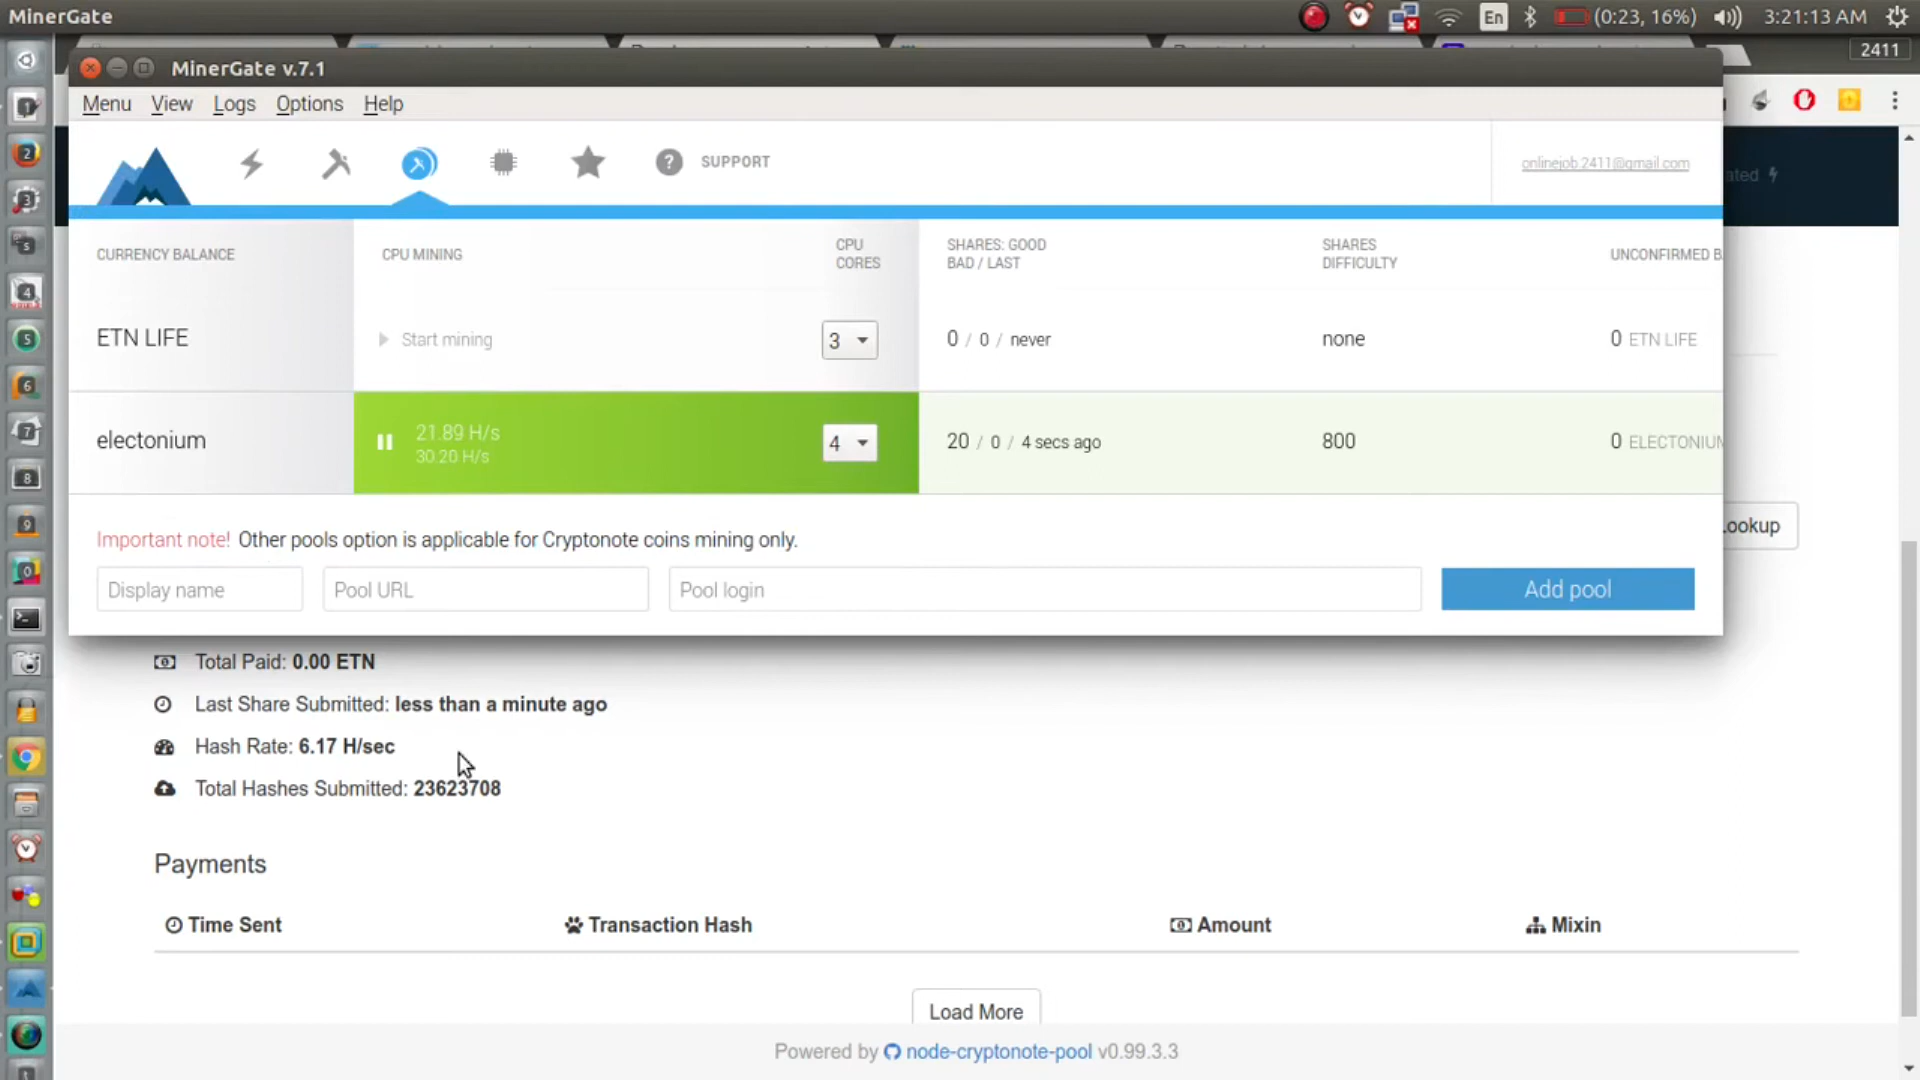 MinerGate
En
(0:23, 16%)
3:21:13 AM
2411
MinerGate v.7.1
Menu View Logs Options Help
SUPPORT
onlinejob.2411@gmail.com
ated
CURRENCY BALANCE
CPU MINING
CPU
CORES
SHARES: GOOD
BAD / LAST
SHARES
DIFFICULTY
UNCONFIRMED B
ETN LIFE
Start mining
3
0 / 0 / never
none
0 ETN LIFE
electonium
21.89 H/s
30.20 H/s
4
20 / 0 / 4 secs ago
800
0 ELECTONIUM
Lookup
Important note! Other pools option is applicable for Cryptonote coins mining only.
Display name
Pool URL
Pool login
Add pool
Total Paid: 0.00 ETN
Last Share Submitted: less than a minute ago
Hash Rate: 6.17 H/sec
Total Hashes Submitted: 23623708
Payments
Time Sent
Transaction Hash
Amount
Mixin
Load More
Powered by node-cryptonote-pool v0.99.3.3